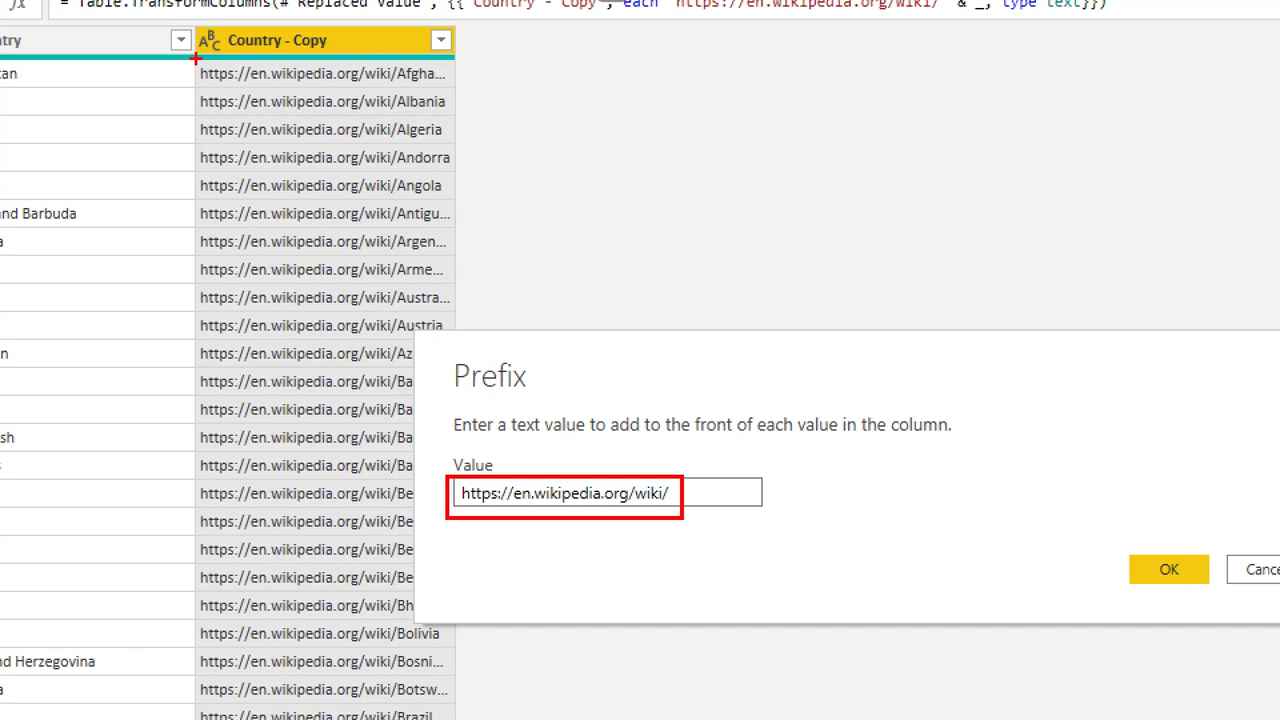 fx = Table.TransformColumns(#"Replaced Value", {{"Country - Copy", each "https://en.wikipedia.org/wiki/" & _, type text}})
try
Country - Copy
tan https://en.wikipedia.org/wiki/Afgha...
https://en.wikipedia.org/wiki/Albania
https://en.wikipedia.org/wiki/Algeria
https://en.wikipedia.org/wiki/Andorra
https://en.wikipedia.org/wiki/Angola
nd Barbuda https://en.wikipedia.org/wiki/Antigu...
a https://en.wikipedia.org/wiki/Argen...
https://en.wikipedia.org/wiki/Arme...
https://en.wikipedia.org/wiki/Austra...
https://en.wikipedia.org/wiki/Austria
n https://en.wikipedia.org/wiki/Az
https://en.wikipedia.org/wiki/Ba
https://en.wikipedia.org/wiki/Ba
sh https://en.wikipedia.org/wiki/Ba
s https://en.wikipedia.org/wiki/Ba
https://en.wikipedia.org/wiki/Be
https://en.wikipedia.org/wiki/Be
https://en.wikipedia.org/wiki/Be
https://en.wikipedia.org/wiki/Be
https://en.wikipedia.org/wiki/Bh
https://en.wikipedia.org/wiki/Bolivia
d Herzegovina https://en.wikipedia.org/wiki/Bosni...
a https://en.wikipedia.org/wiki/Botsw...
https://en.wikipedia.org/wiki/Brazil
Prefix
Enter a text value to add to the front of each value in the column.
Value
https://en.wikipedia.org/wiki/
OK
Cance